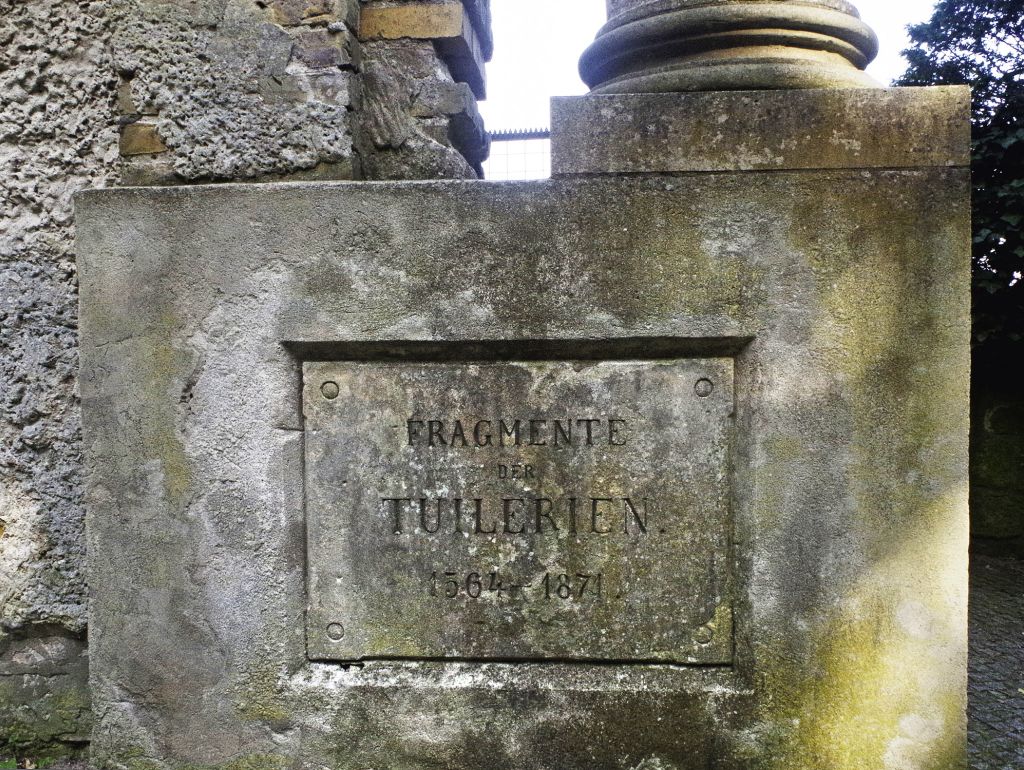 FRAGMENTE
DER
TUILERIEN.
1564-1871.